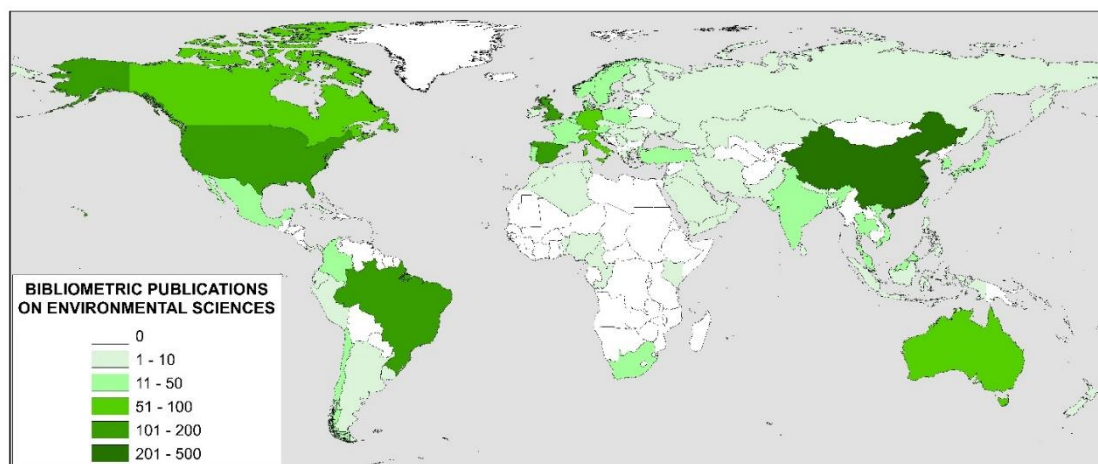 BIBLIOMETRIC PUBLICATIONS
ON ENVIRONMENTAL SCIENCES
0
1 - 10
11 - 50
51 - 100
101 - 200
201 - 500